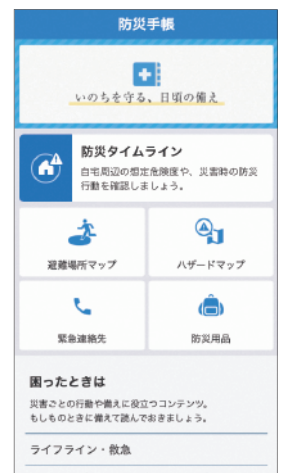 防災手帳
いのちを守る、日頃の備え
防災タイムライン
自宅周辺の想定危険度や、災害時の防災
行動を確認しましょう。
避難場所マップ
ハザードマップ
緊急連絡先
防災用品
困ったときは
災害ごとの行動や備えに役立つコンテンツ。
もしものときに備えて読んでおきましょう。
ライフライン・救急